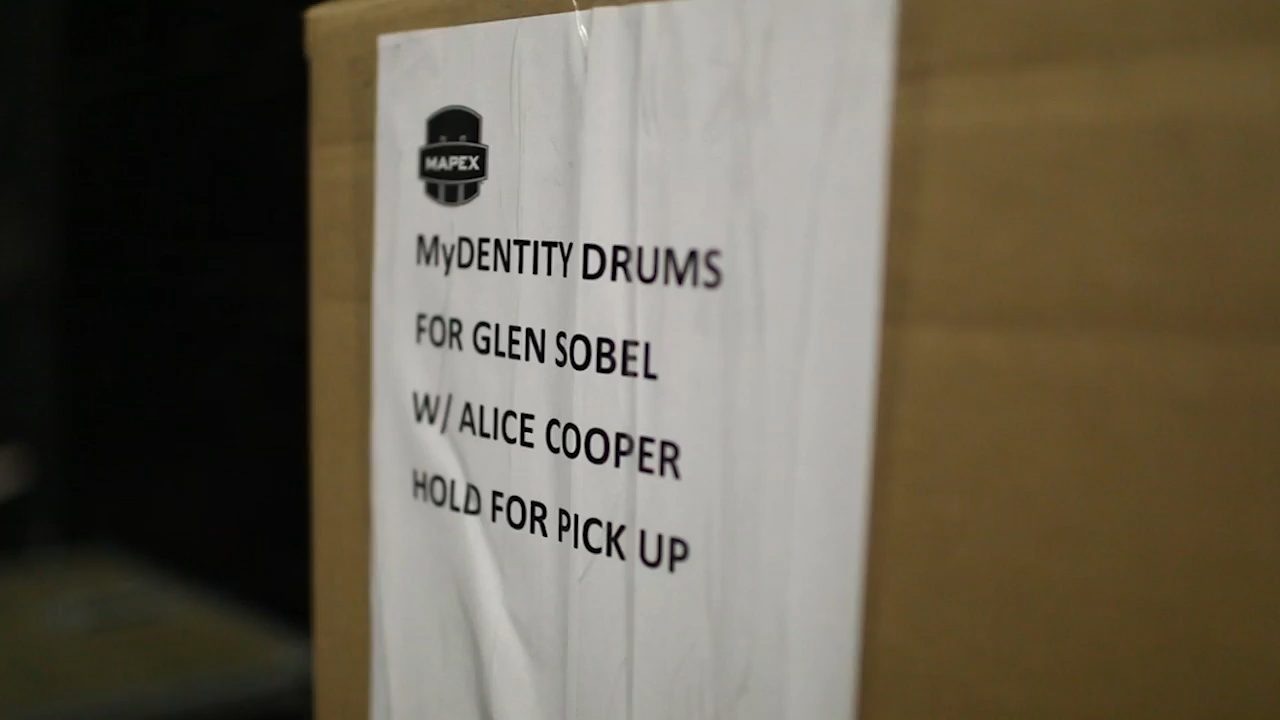 MAPEX
MyDENTITY DRUMS
FOR GLEN SOBEL
W/ ALICE COOPER
HOLD FOR PICK UP